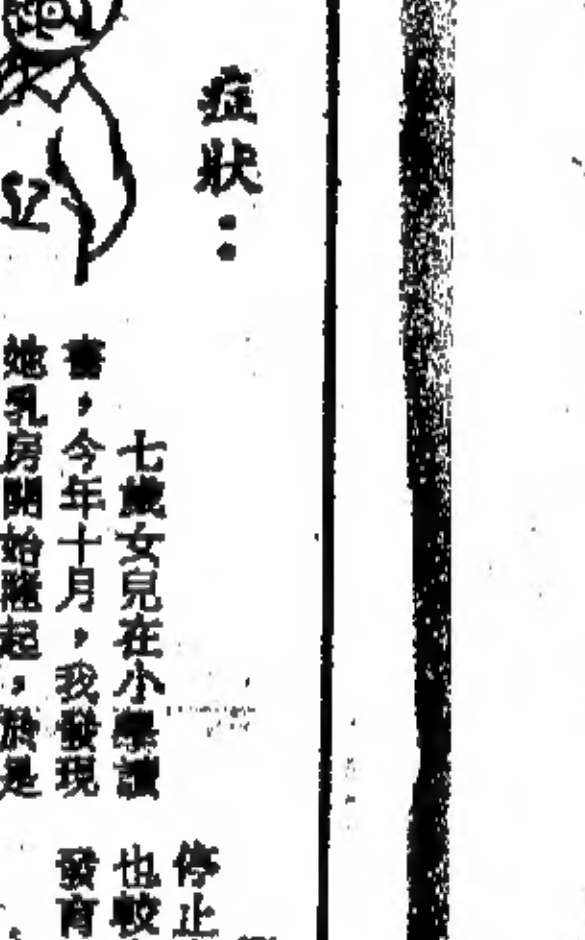 症狀：
七歲女兒在小學讀
書，今年十月，我發現
她乳房開始隆起，於是
停止
也較
發育